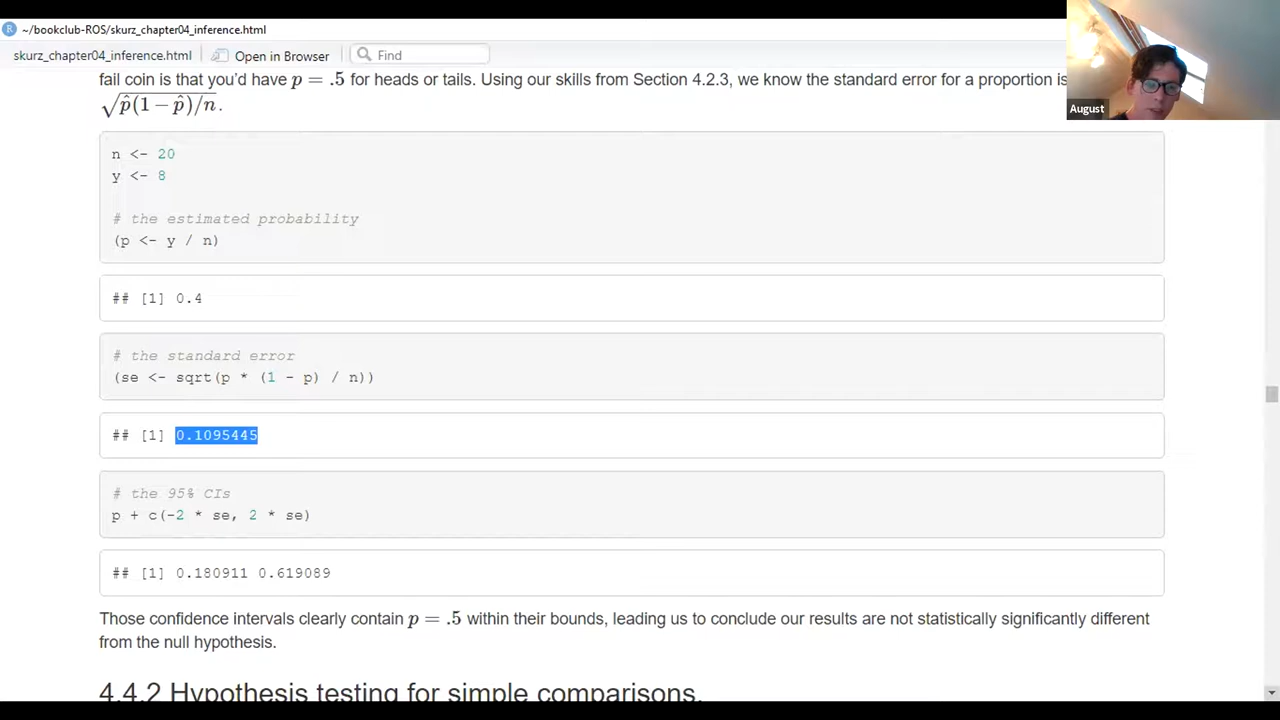 ~/bookclub-ROS/skurz_chapter04_inference.html
skurz_chapter04_inference.html Open in Browser Find
fail coin is that you'd have p = .5 for heads or tails. Using our skills from Section 4.2.3, we know the standard error for a proportion is
√p̂(1 − p̂)/n.
n <- 20
y <- 8
# the estimated probability
(p <- y / n)
## [1] 0.4
# the standard error
(se <- sqrt(p * (1 - p) / n))
## [1] 0.1095445
# the 95% CIs
p + c(-2 * se, 2 * se)
## [1] 0.180911 0.619089
Those confidence intervals clearly contain p = .5 within their bounds, leading us to conclude our results are not statistically significantly different
from the null hypothesis.
4.4.2 Hypothesis testing for simple comparisons.
August